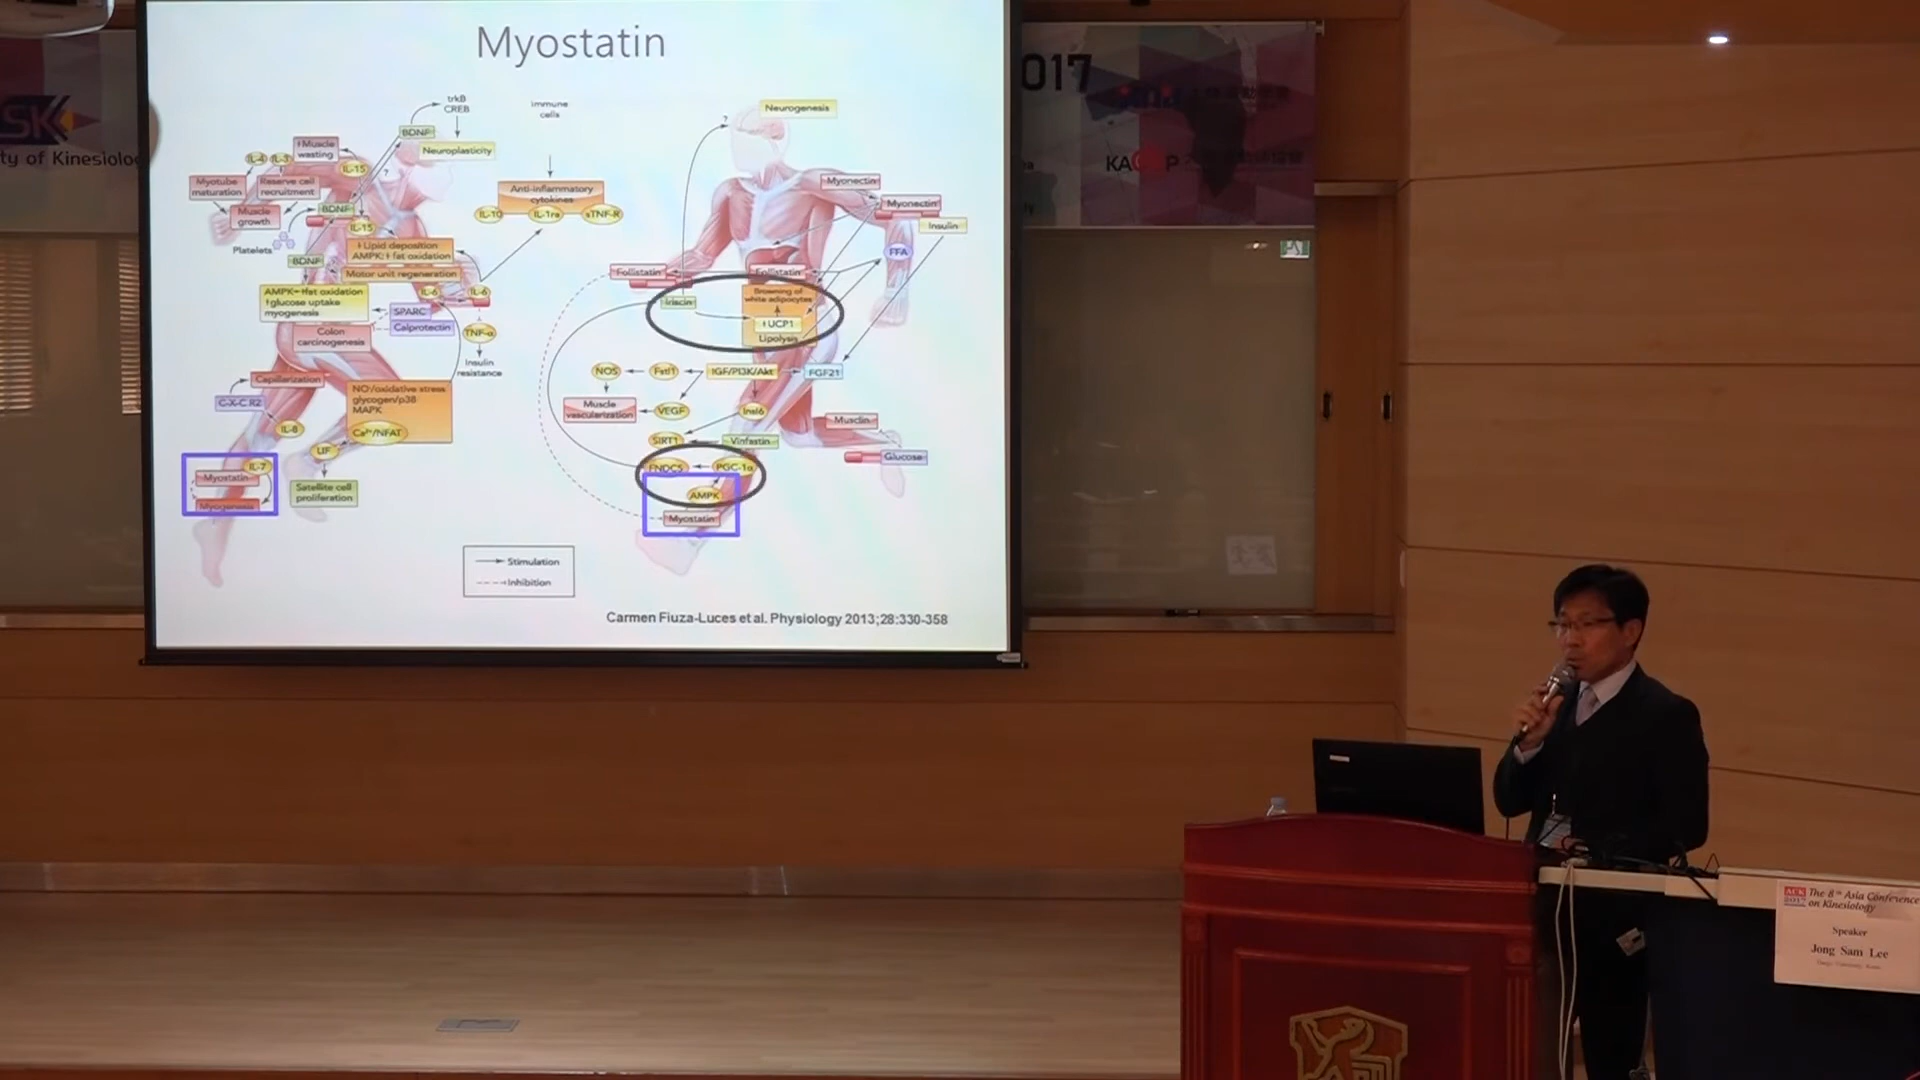 Myostatin
trkB
CREB
immune
cells
Neurogenesis
BDNF
Neuroplasticity
Muscle
wasting
IL-4
IL-3
IL-15
?
Myotube
maturation
Reserve cell
recruitment
Muscle
growth
BDNF
IL-15
Platelets
BDNF
Lipid deposition
AMPK: fat oxidation
Motor unit regeneration
AMPK fat oxidation
glucose uptake
myogenesis
IL-6
IL-6
SPARC
Calprotectin
Colon
carcinogenesis
TNF-α
Insulin
resistance
Anti-inflammatory
cytokines
IL-10
IL-1ra
sTNF-R
Capillarization
C-X-C R2
IL-8
NO/oxidative stress
glycogen/p38
MAPK
Ca²⁺/NFAT
LIF
Satellite cell
proliferation
IL-7
Myostatin
Myogenesis
?
Myonectin
Myonectin
Insulin
FFA
Follistatin
Follistatin
Irisin
Browning of
white adipocytes
UCP1
Lipolysis
NOS
Fstl1
IGF/PI3K/Akt
FGF21
Muscle
vascularization
VEGF
Insl6
Musclin
SIRT1
Glucose
FNDC5
PGC-1α
AMPK
Myostatin
Stimulation
Inhibition
Carmen Fiuza-Luces et al. Physiology 2013;28:330-358
SK
ty of Kinesiolo
017
ACK
2017
The 8th Asia Conference
on Kinesiology
Speaker
Jong Sam Lee